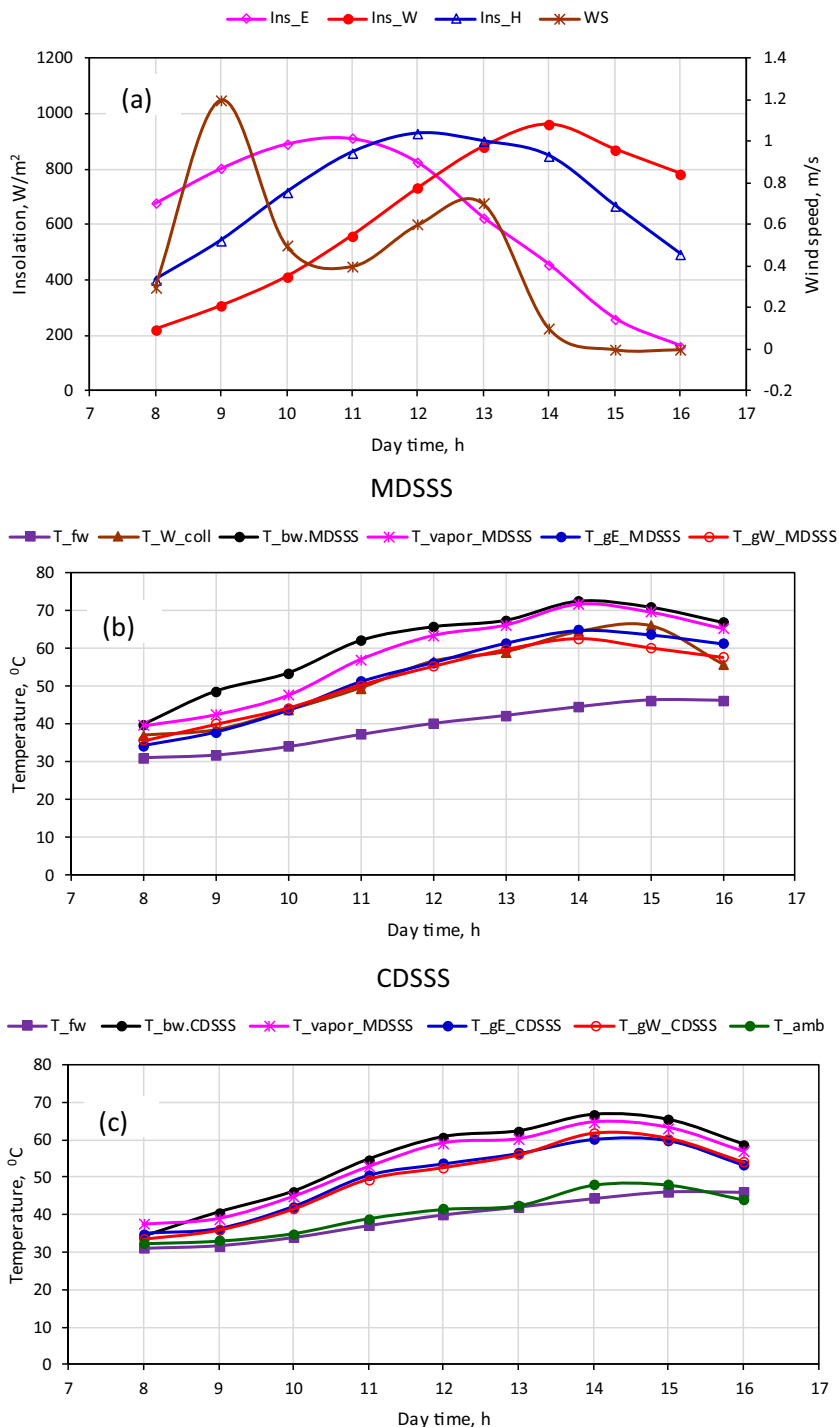 Ins_E Ins_W Ins_H WS
(a)
Insolation, W/m²
Wind speed, m/s
1200
1000
800
600
400
200
0
1.4
1.2
1
0.8
0.6
0.4
0.2
0
-0.2
7 8 9 10 11 12 13 14 15 16 17
Day time, h
MDSSS
T_fw T_W_coll T_bw.MDSSS T_vapor_MDSSS T_gE_MDSSS T_gW_MDSSS
(b)
Temperature, ⁰C
80
70
60
50
40
30
20
10
0
7 8 9 10 11 12 13 14 15 16 17
Day time, h
CDSSS
T_fw T_bw.CDSSS T_vapor_MDSSS T_gE_CDSSS T_gW_CDSSS T_amb
(c)
Temperature, ⁰C
80
70
60
50
40
30
20
10
0
7 8 9 10 11 12 13 14 15 16 17
Day time, h